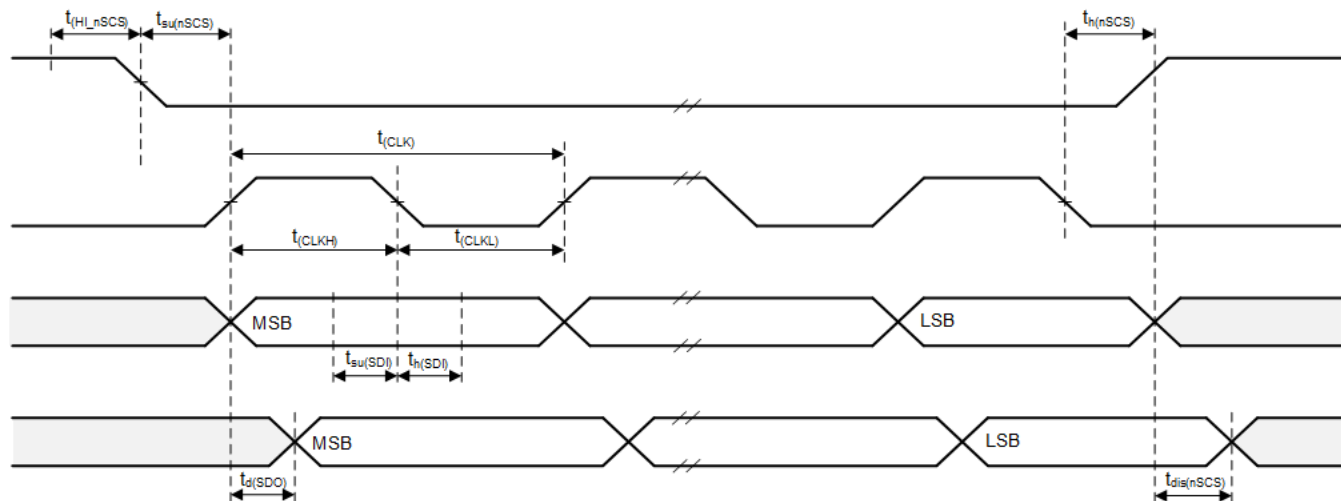 t(HI_nSCS) tsu(nSCS) th(nSCS)
t(CLK)
t(CLKH) t(CLKL)
MSB LSB
tsu(SDI) th(SDI)
MSB LSB
td(SDO) tdis(nSCS)